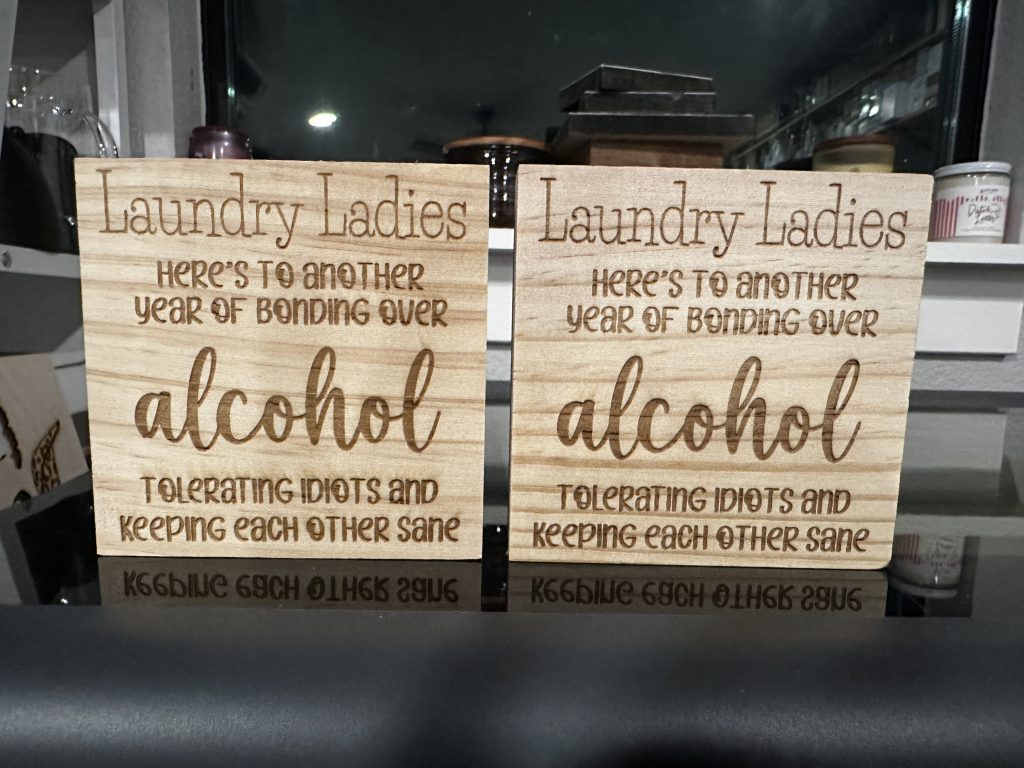 Laundry Ladies
HERE'S TO aNOTHER
YEAR OF BONDING OVER
alcohol
TOLERATING IDIOTS AND
KEEPING EACH OTHER SANE
Laundry Ladies
HERE'S TO aNOTHER
YEAR OF BONDING OVER
alcohol
TOLERATING IDIOTS AND
KEEPING EACH OTHER SANE